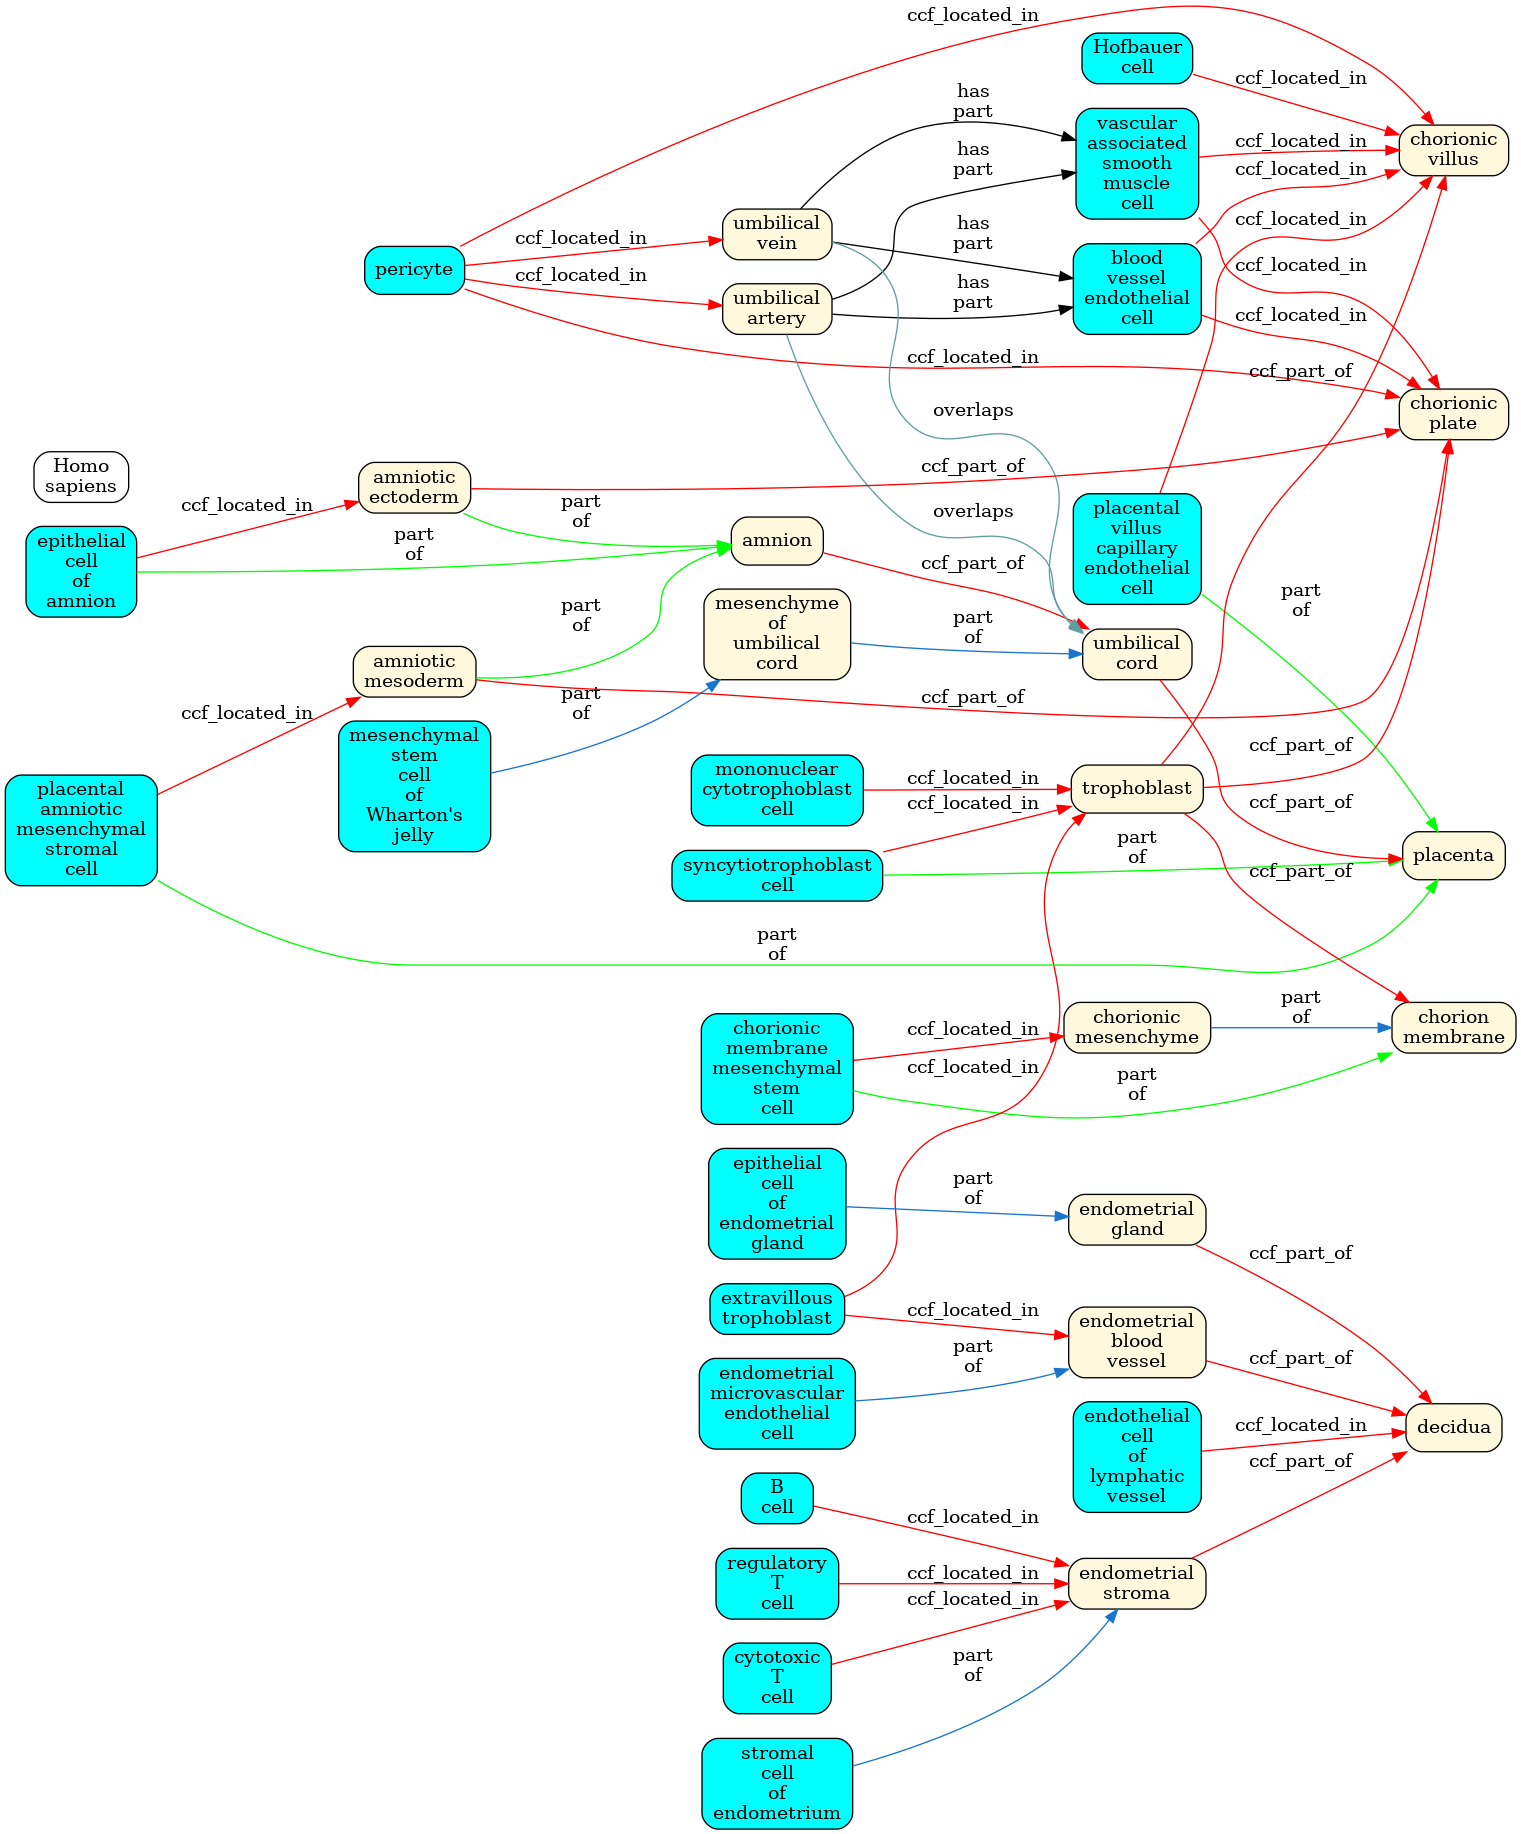 ccf_located_in
Hofbauer
cell
ccf_located_in
has
part
vascular
associated
smooth
muscle
cell
ccf_located_in
chorionic
villus
has
part
ccf_located_in
umbilical
vein
ccf_located_in
has
part
ccf_located_in
pericyte
ccf_located_in
blood
vessel
endothelial
cell
ccf_located_in
umbilical
artery
has
part
ccf_located_in
ccf_located_in
ccf_part_of
chorionic
plate
overlaps
Homo
sapiens
amniotic
ectoderm
ccf_part_of
ccf_located_in
part
of
overlaps
placental
villus
capillary
endothelial
cell
epithelial
cell
of
amnion
part
of
amnion
ccf_part_of
part
of
mesenchyme
of
umbilical
cord
part
of
umbilical
cord
part
of
amniotic
mesoderm
ccf_located_in
part
of
ccf_part_of
mesenchymal
stem
cell
of
Wharton's
jelly
ccf_part_of
placental
amniotic
mesenchymal
stromal
cell
mononuclear
cytotrophoblast
cell
ccf_located_in
trophoblast
ccf_located_in
ccf_part_of
syncytiotrophoblast
cell
part
of
placenta
ccf_part_of
part
of
chorionic
membrane
mesenchymal
stem
cell
ccf_located_in
chorionic
mesenchyme
part
of
chorion
membrane
ccf_located_in
part
of
epithelial
cell
of
endometrial
gland
part
of
endometrial
gland
ccf_part_of
extravillous
trophoblast
ccf_located_in
endometrial
blood
vessel
ccf_part_of
endometrial
microvascular
endothelial
cell
part
of
endothelial
cell
of
lymphatic
vessel
ccf_located_in
decidua
ccf_part_of
B
cell
ccf_located_in
regulatory
T
cell
ccf_located_in
endometrial
stroma
ccf_located_in
cytotoxic
T
cell
part
of
stromal
cell
of
endometrium